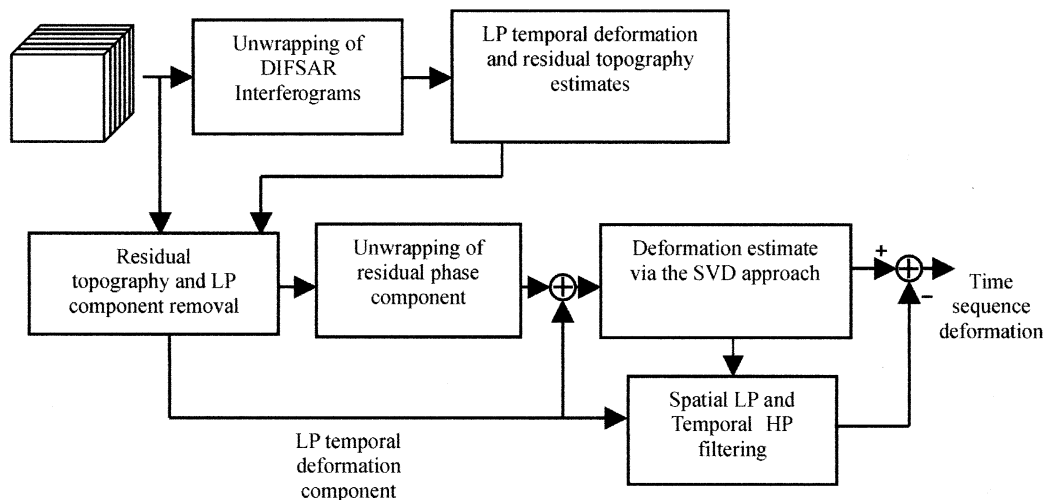 Unwrapping of
DIFSAR
Interferograms
LP temporal deformation
and residual topography
estimates
Residual
topography and LP
component removal
Unwrapping of
residual phase
component
Deformation estimate
via the SVD approach
+
−
Time
sequence
deformation
Spatial LP and
Temporal HP
filtering
LP temporal
deformation
component